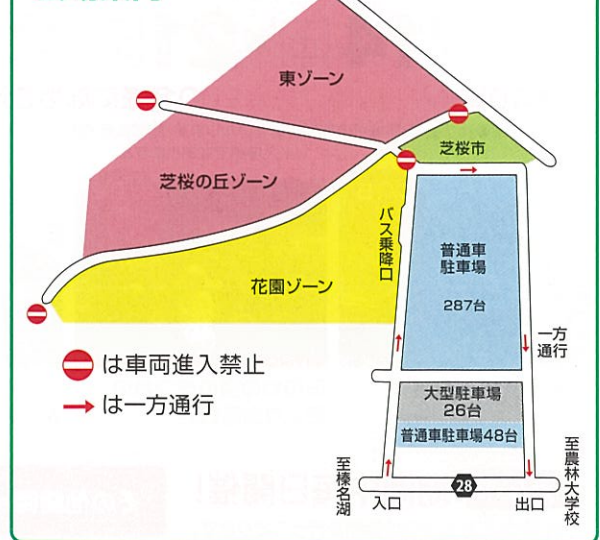 東ゾーン
芝桜市
芝桜の丘ゾーン
バス乗降口
普通車
駐車場
287台
花園ゾーン
一方
通行
は車両進入禁止
は一方通行
大型駐車場
26台
普通車駐車場48台
至榛名湖
入口
28
出口
至農林大学校